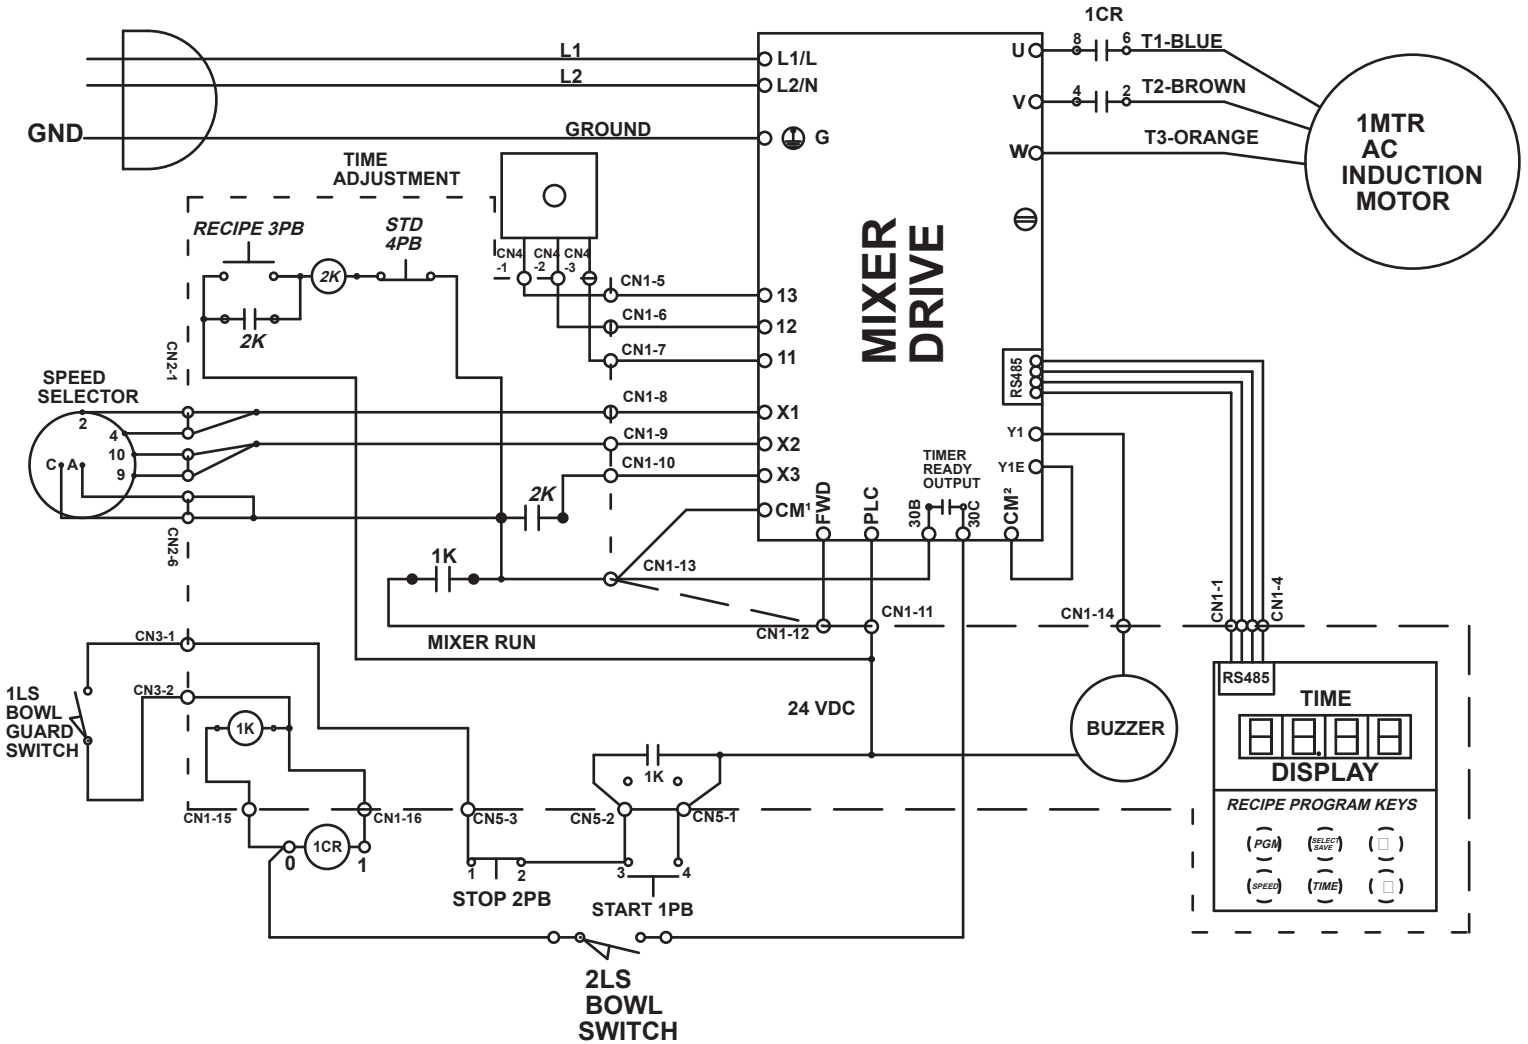 1CR
8
6
T1-BLUE
L1
L1/L
U
L2
L2/N
4
2
T2-BROWN
V
GND
GROUND
G
W
T3-ORANGE
1MTR
AC
INDUCTION
MOTOR
TIME
ADJUSTMENT
RECIPE 3PB
STD
4PB
2K
2K
CN4
-1
CN4
-2
CN4
-3
MIXER
DRIVE
CN1-5
13
CN1-6
12
CN1-7
11
RS485
CN2-1
SPEED
SELECTOR
2
4
10
9
C
A
CN1-8
X1
CN1-9
X2
CN1-10
X3
2K
CM¹
FWD
PLC
TIMER
READY
OUTPUT
30B
30C
CM²
Y1
Y1E
CN2-6
1K
CN1-13
CN1-12
CN1-11
CN1-14
CN1-1
CN1-4
MIXER RUN
CN3-1
CN3-2
1LS
BOWL
GUARD
SWITCH
1K
24 VDC
BUZZER
RS485
TIME
DISPLAY
RECIPE PROGRAM KEYS
PGM
SELECT
SAVE
SPEED
TIME
1K
CN1-15
CN1-16
CN5-3
CN5-2
CN5-1
0
1CR
1
1
2
3
4
STOP 2PB
START 1PB
2LS
BOWL
SWITCH